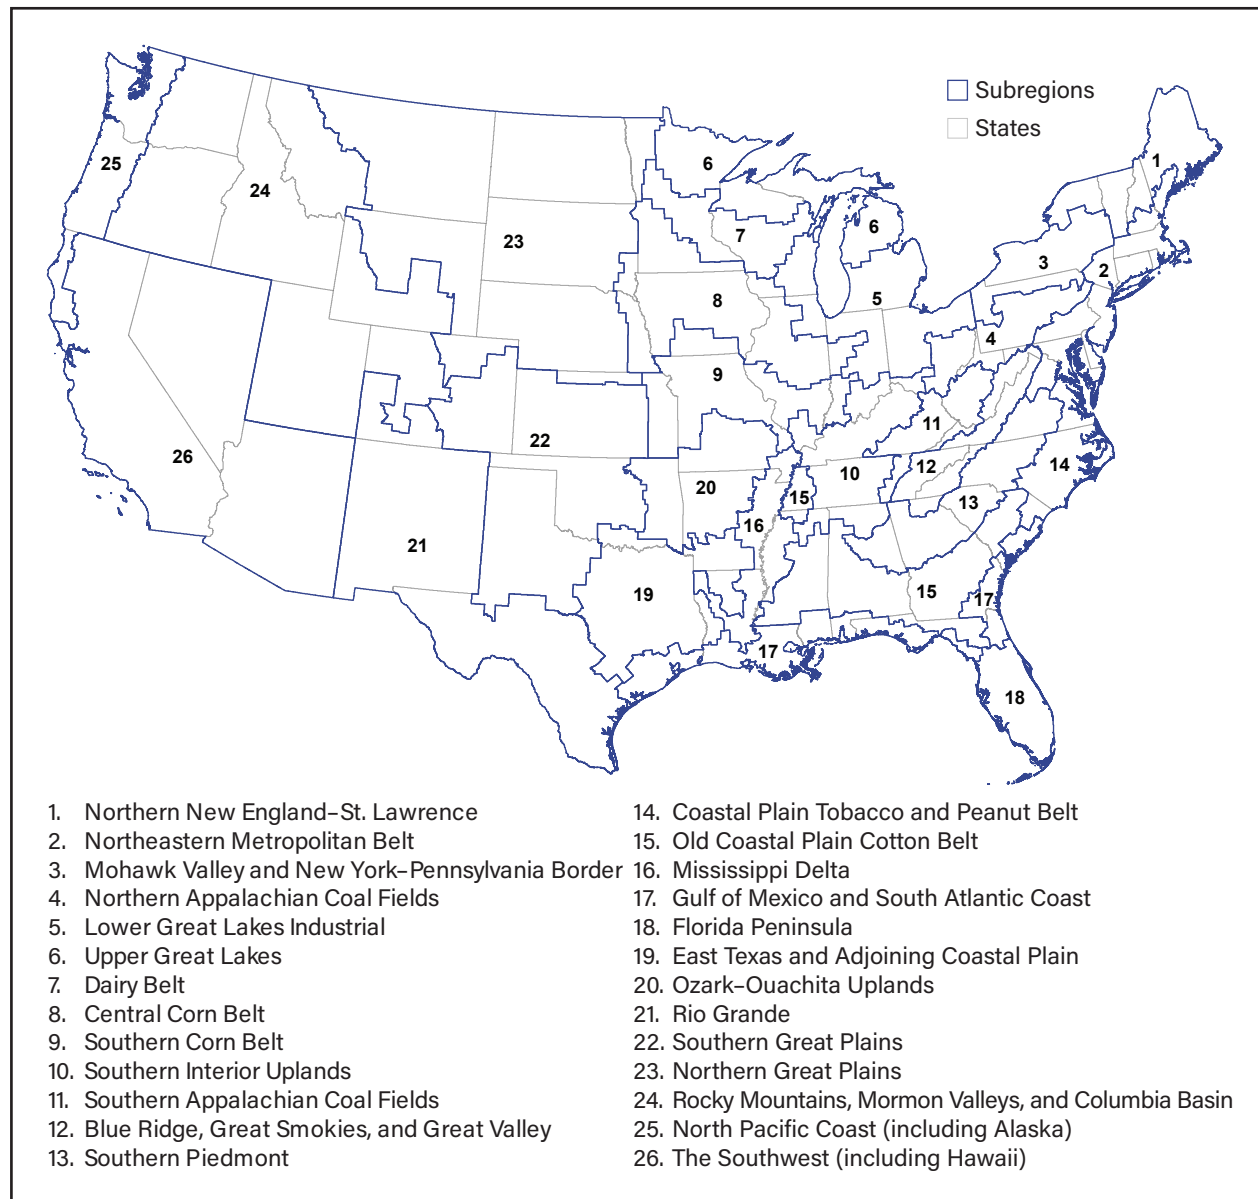 Subregions
States
1
6
25
24
6
7
23
3
2
8
5
4
9
11
22
26
12
14
10
20
15
13
16
21
19
15
17
17
18
1. Northern New England–St. Lawrence
2. Northeastern Metropolitan Belt
3. Mohawk Valley and New York–Pennsylvania Border
4. Northern Appalachian Coal Fields
5. Lower Great Lakes Industrial
6. Upper Great Lakes
7. Dairy Belt
8. Central Corn Belt
9. Southern Corn Belt
10. Southern Interior Uplands
11. Southern Appalachian Coal Fields
12. Blue Ridge, Great Smokies, and Great Valley
13. Southern Piedmont
14. Coastal Plain Tobacco and Peanut Belt
15. Old Coastal Plain Cotton Belt
16. Mississippi Delta
17. Gulf of Mexico and South Atlantic Coast
18. Florida Peninsula
19. East Texas and Adjoining Coastal Plain
20. Ozark–Ouachita Uplands
21. Rio Grande
22. Southern Great Plains
23. Northern Great Plains
24. Rocky Mountains, Mormon Valleys, and Columbia Basin
25. North Pacific Coast (including Alaska)
26. The Southwest (including Hawaii)